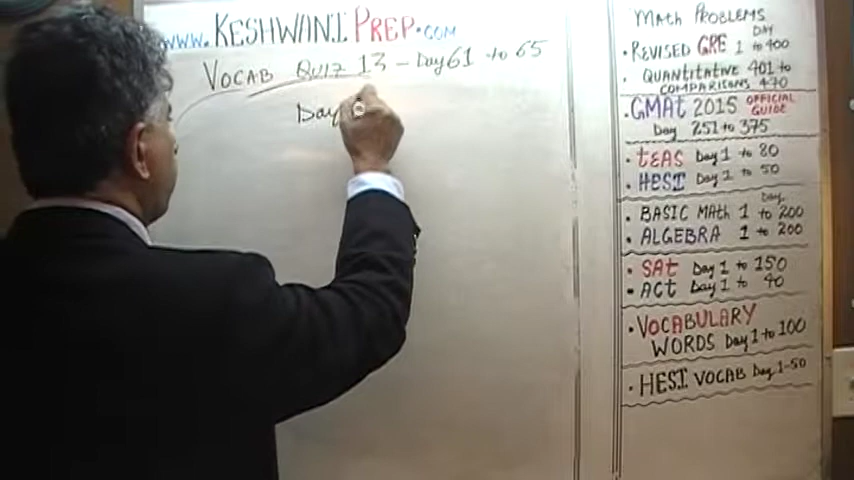 www.KESHWANI PREP.com
VOCAB QUIZ 13 - Day 61 to 65
Day
MATH PROBLEMS
DAY
• REVISED GRE 1 to 400
• QUANTITATIVE 401 to
COMPARISONS 470
• GMAt 2015 OFFICIAL GUIDE
Day 251 to 375
• tEAS Day 1 to 80
• HESI Day 1 to 50
Day
• BASIC MATH 1 to 200
• ALGEBRA 1 to 200
• SAt Day 1 to 150
• ACt Day 1 to 40
• VOCABULARY
WORDS Day 1 to 100
• HESI VOCAB Day 1-50